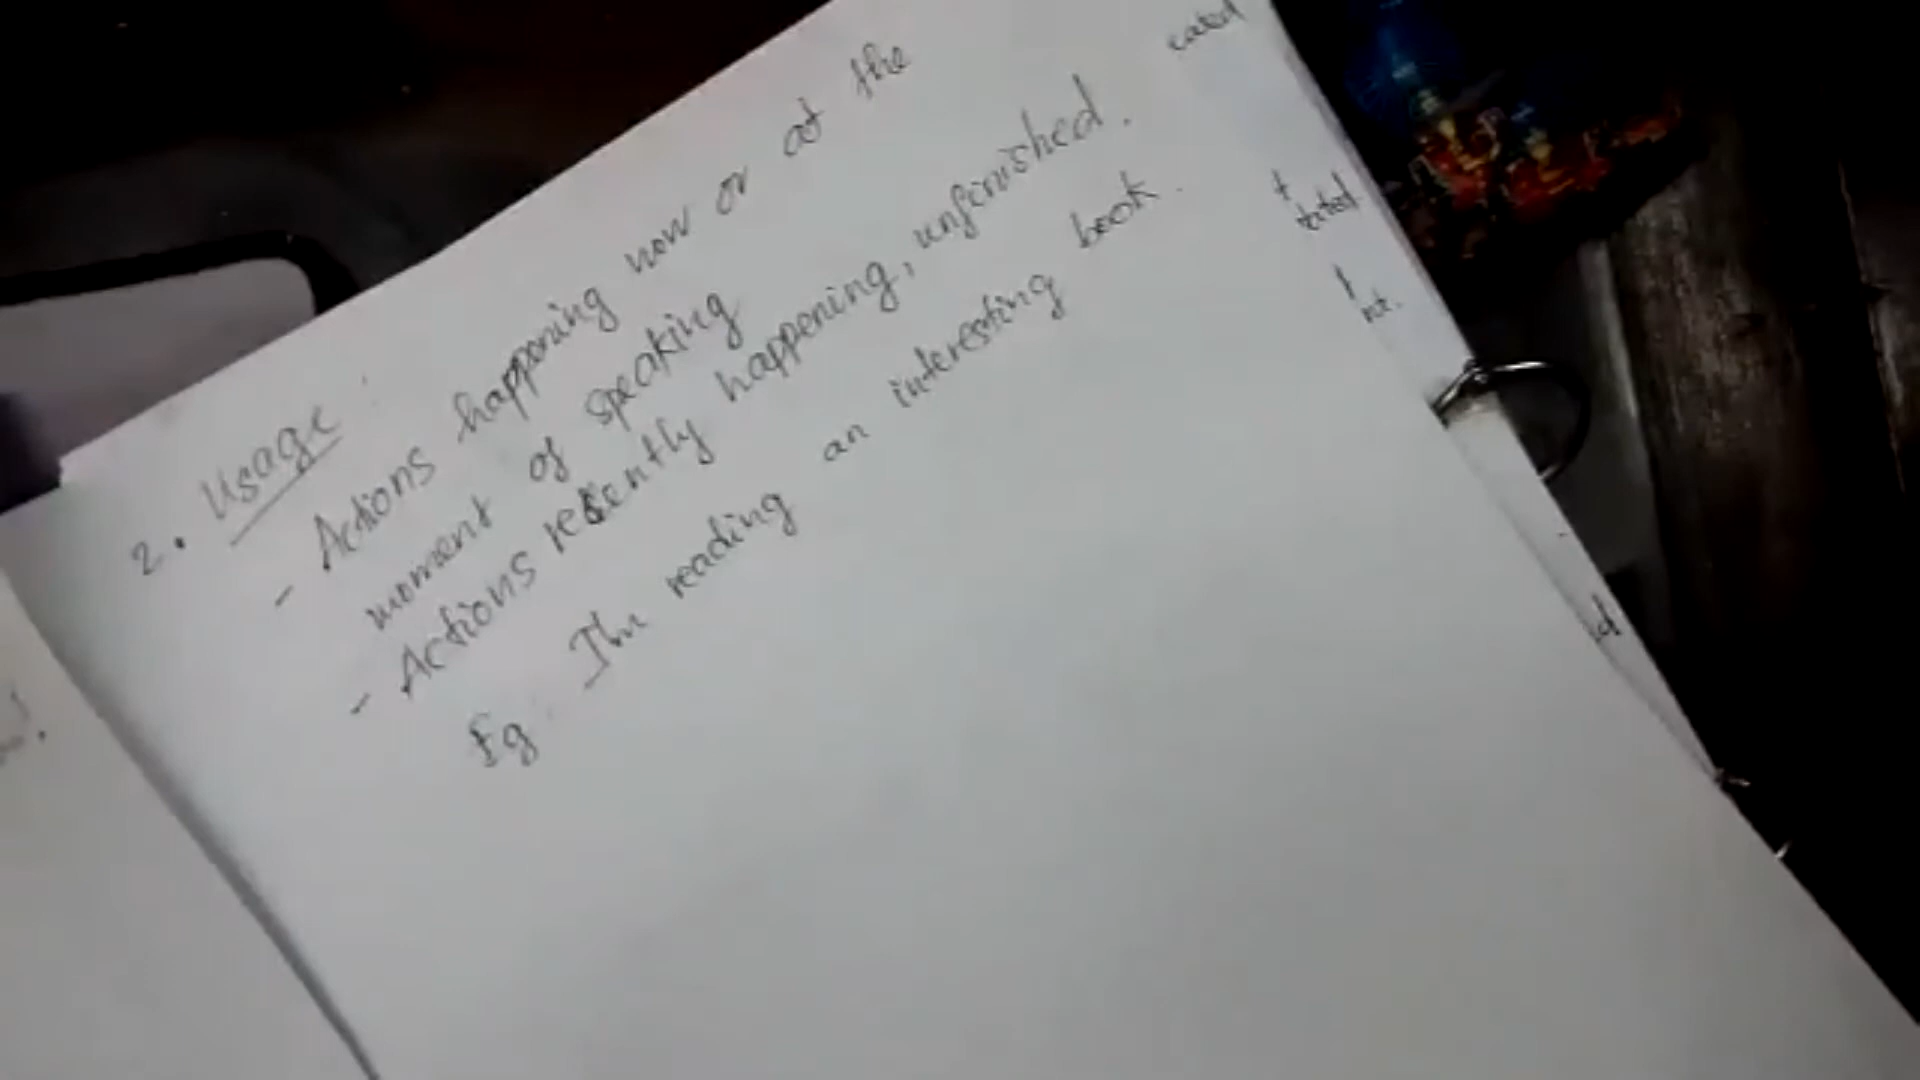 2. Usage :
- Actions happening now or at the
moment of speaking
- Actions recently happening, unfinished.
Eg: I'm reading an interesting book.